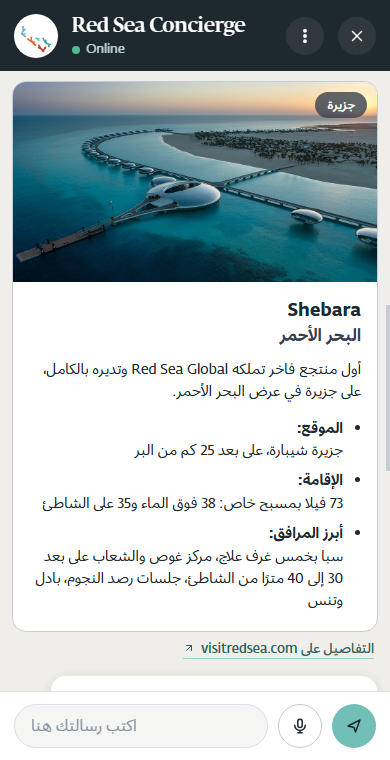 Red Sea Concierge
Online
جزيرة
Shebara
البحر الأحمر
أول منتجع فاخر تملكه Red Sea Global وتديره بالكامل،
على جزيرة في عرض البحر الأحمر.
الموقع:
جزيرة شيبارة، على بعد 25 كم من البر
الإقامة:
73 فيلا بمسبح خاص: 38 فوق الماء و35 على الشاطئ
أبرز المرافق:
سبا بخمس غرف علاج، مركز غوص والشعاب على بعد
30 إلى 40 مترًا من الشاطئ، جلسات رصد النجوم، بادل
وتنس
التفاصيل على visitredsea.com
اكتب رسالتك هنا